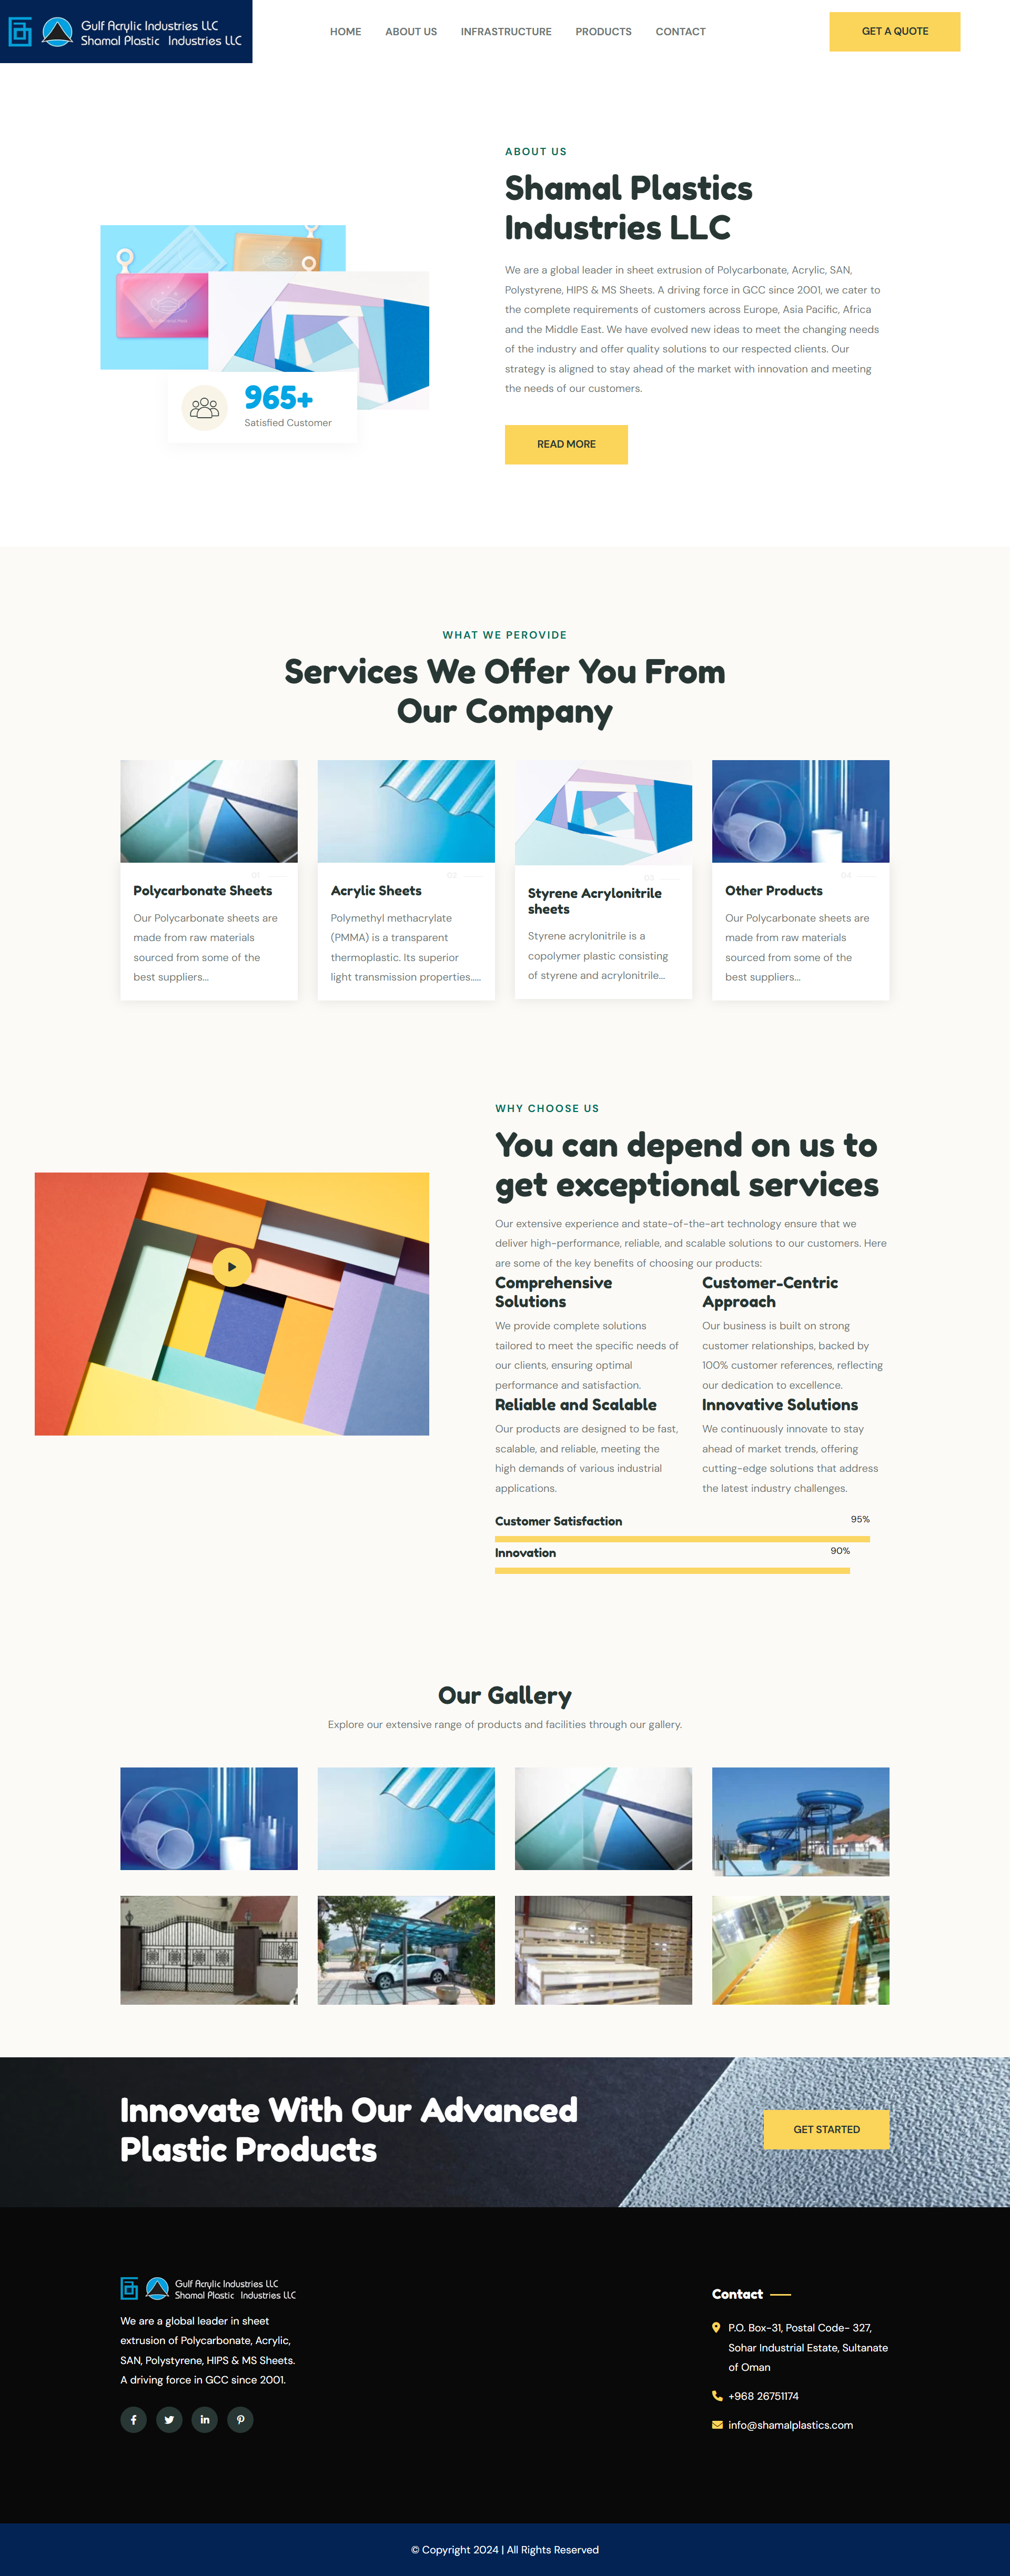 Gulf Acrylic Industries LLC
Shamal Plastic Industries LLC
HOME
ABOUT US
INFRASTRUCTURE
PRODUCTS
CONTACT
GET A QUOTE
ABOUT US
Shamal Plastics
Industries LLC
We are a global leader in sheet extrusion of Polycarbonate, Acrylic, SAN,
Polystyrene, HIPS & MS Sheets. A driving force in GCC since 2001, we cater to
the complete requirements of customers across Europe, Asia Pacific, Africa
and the Middle East. We have evolved new ideas to meet the changing needs
of the industry and offer quality solutions to our respected clients. Our
strategy is aligned to stay ahead of the market with innovation and meeting
the needs of our customers.
READ MORE
965+
Satisfied Customer
WHAT WE PEROVIDE
Services We Offer You From
Our Company
01
Polycarbonate Sheets
Our Polycarbonate sheets are
made from raw materials
sourced from some of the
best suppliers...
02
Acrylic Sheets
Polymethyl methacrylate
(PMMA) is a transparent
thermoplastic. Its superior
light transmission properties.....
03
Styrene Acrylonitrile
sheets
Styrene acrylonitrile is a
copolymer plastic consisting
of styrene and acrylonitrile...
04
Other Products
Our Polycarbonate sheets are
made from raw materials
sourced from some of the
best suppliers...
WHY CHOOSE US
You can depend on us to
get exceptional services
Our extensive experience and state-of-the-art technology ensure that we
deliver high-performance, reliable, and scalable solutions to our customers. Here
are some of the key benefits of choosing our products:
Comprehensive
Solutions
We provide complete solutions
tailored to meet the specific needs of
our clients, ensuring optimal
performance and satisfaction.
Customer-Centric
Approach
Our business is built on strong
customer relationships, backed by
100% customer references, reflecting
our dedication to excellence.
Reliable and Scalable
Our products are designed to be fast,
scalable, and reliable, meeting the
high demands of various industrial
applications.
Innovative Solutions
We continuously innovate to stay
ahead of market trends, offering
cutting-edge solutions that address
the latest industry challenges.
Customer Satisfaction
95%
Innovation
90%
Our Gallery
Explore our extensive range of products and facilities through our gallery.
Innovate With Our Advanced
Plastic Products
GET STARTED
Gulf Acrylic Industries LLC
Shamal Plastic Industries LLC
We are a global leader in sheet
extrusion of Polycarbonate, Acrylic,
SAN, Polystyrene, HIPS & MS Sheets.
A driving force in GCC since 2001.
Contact
P.O. Box-31, Postal Code- 327,
Sohar Industrial Estate, Sultanate
of Oman
+968 26751174
info@shamalplastics.com
© Copyright 2024 | All Rights Reserved